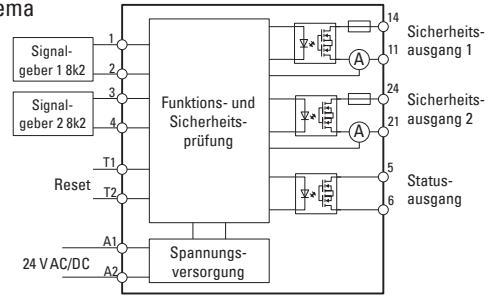 ema
Signal-
geber 1 8k2
1
2
Signal-
geber 2 8k2
3
4
Reset
T1
T2
24 V AC/DC
A1
A2
Funktions- und
Sicherheits-
prüfung
Spannungs-
versorgung
14
A
11
Sicherheits-
ausgang 1
24
A
21
Sicherheits-
ausgang 2
5
6
Status-
ausgang